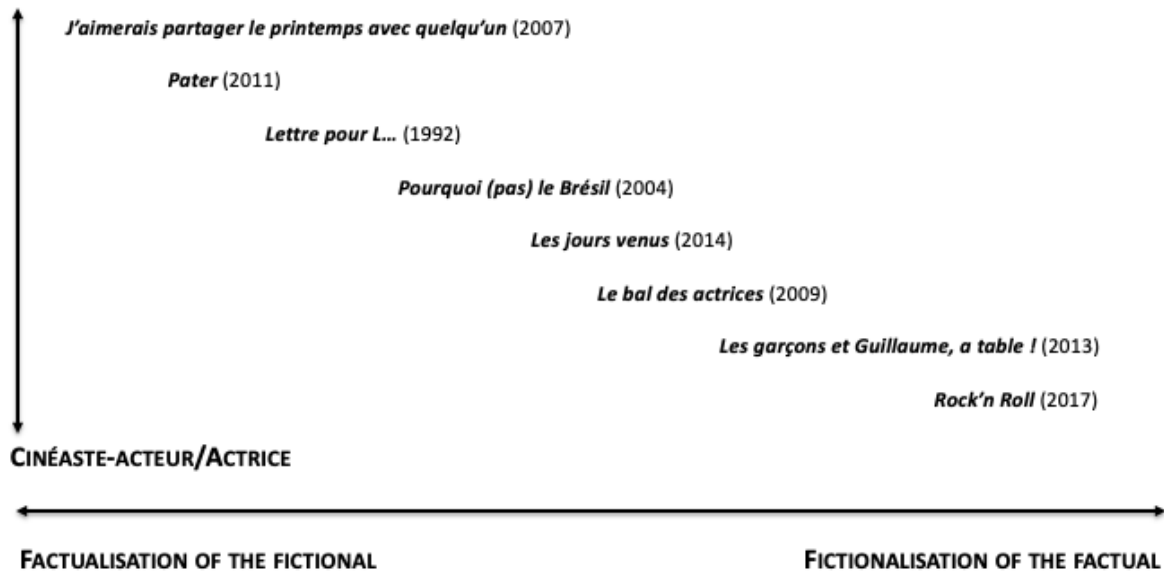 J’aimerais partager le printemps avec quelqu’un (2007)
Pater (2011)
Lettre pour L… (1992)
Pourquoi (pas) le Brésil (2004)
Les jours venus (2014)
Le bal des actrices (2009)
Les garçons et Guillaume, a table ! (2013)
Rock’n Roll (2017)
CINÉASTE-ACTEUR/ACTRICE
FACTUALISATION OF THE FICTIONAL
FICTIONALISATION OF THE FACTUAL